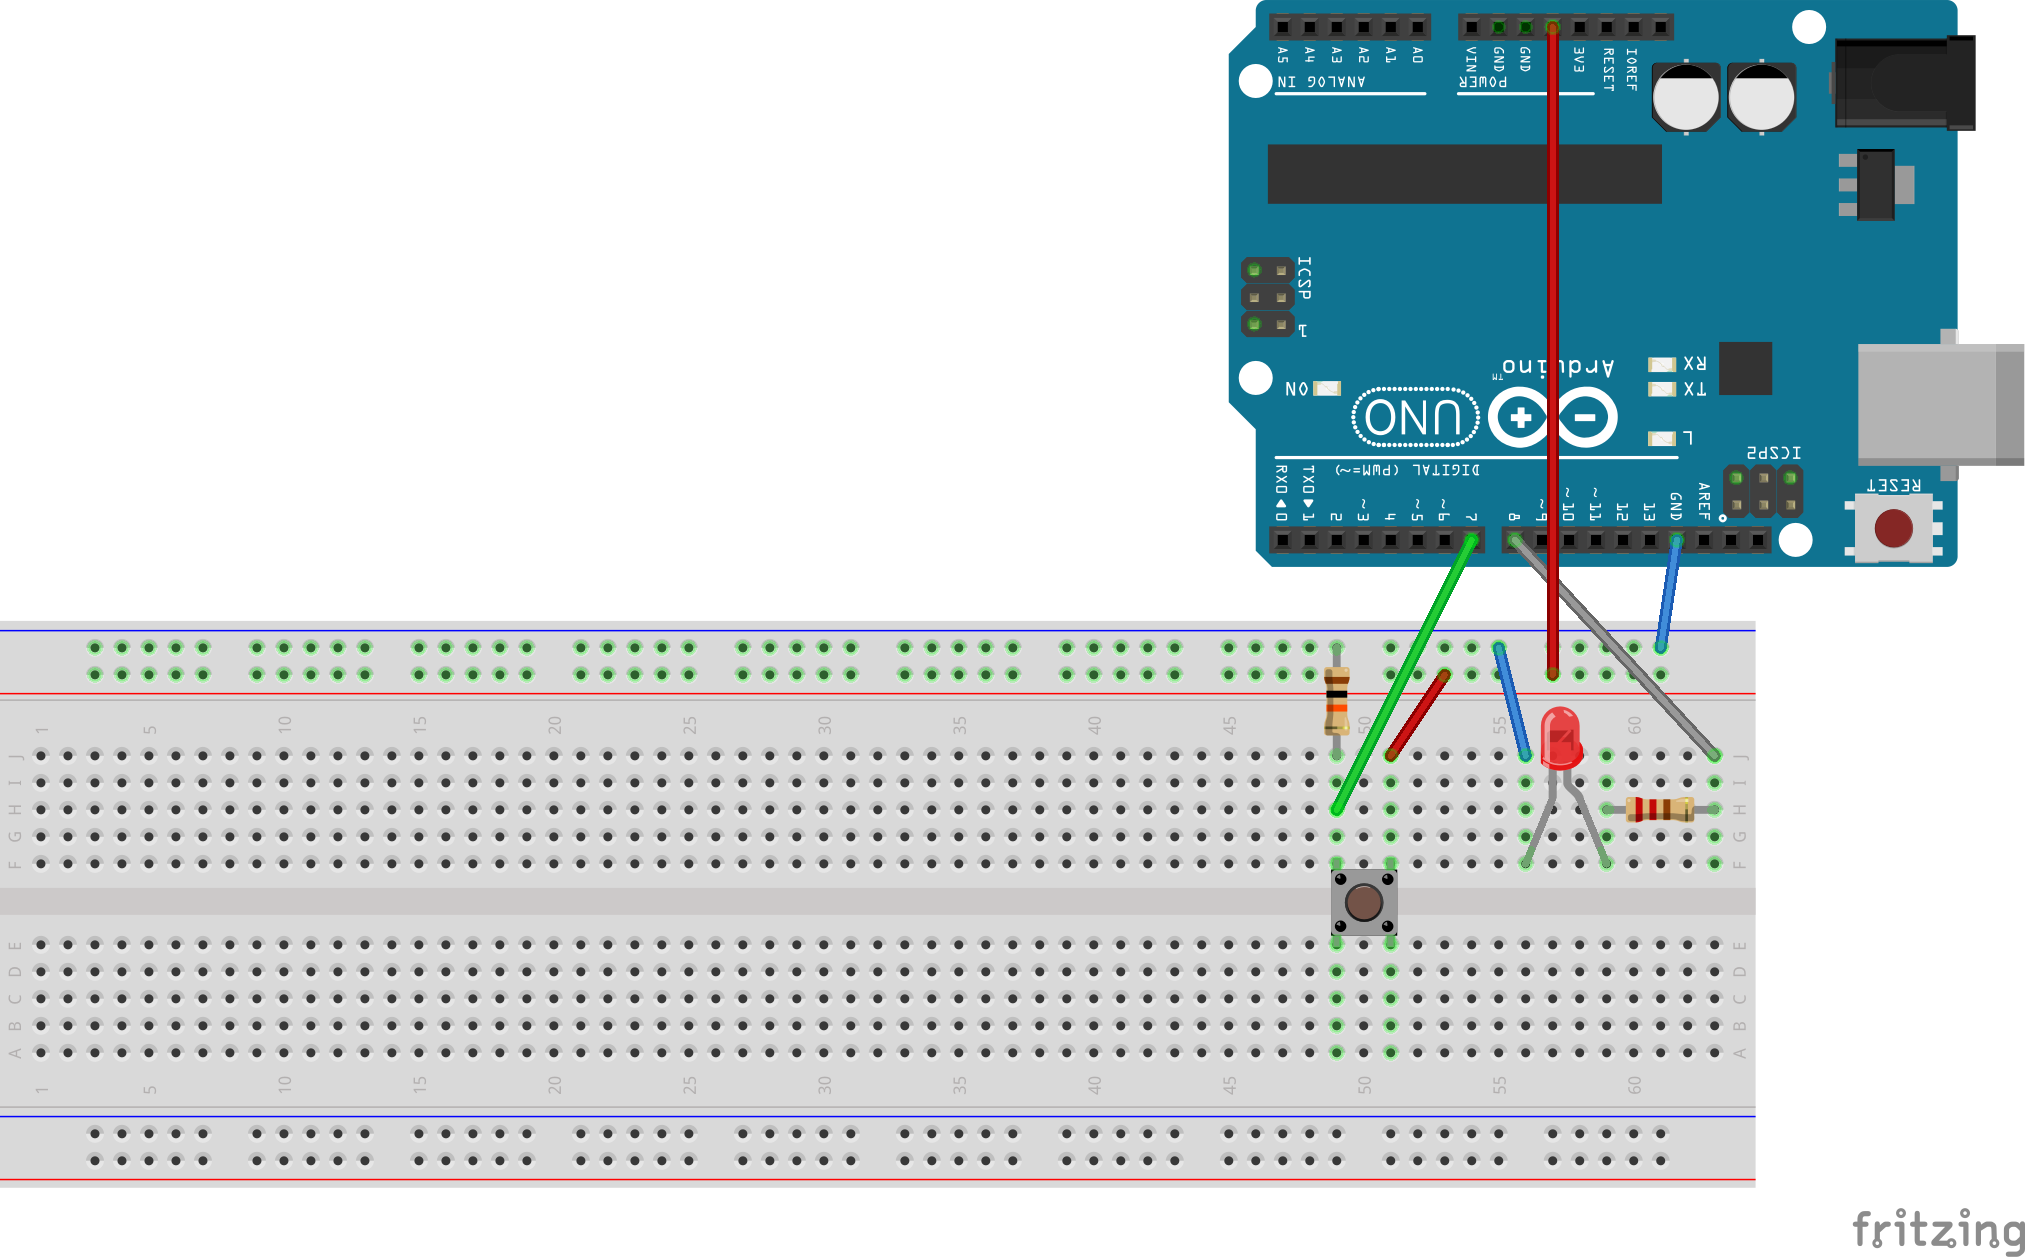 A5 A4 A3 A2 A1 A0 VIN GND GND 3V3 RESET IOREF
ANALOG IN POWER
ICSP
1
Arduino™
RX
ON TX
UNO
L
ICSP2
DIGITAL (PWM=~)
RESET
RX0◀0 TX0▶1 2 ~3 4 ~5 ~6 7 8 ~9 ~10 ~11 12 13 GND AREF
1 5 10 15 20 25 30 35 40 45 50 55 60
J J
I I
H H
G G
F F
E E
D D
C C
B B
A A
1 5 10 15 20 25 30 35 40 45 50 55 60
fritzing